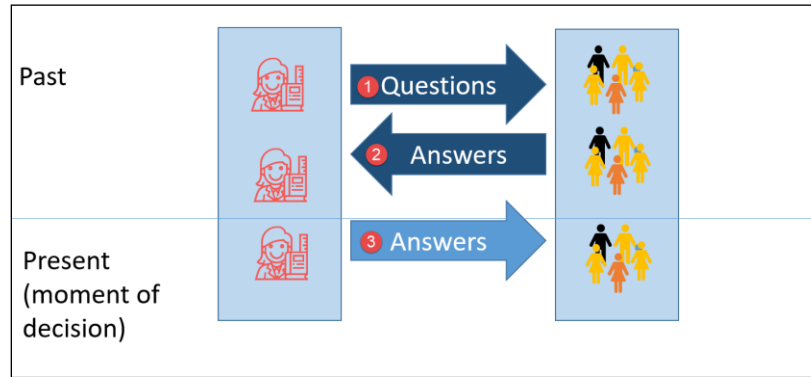 Past
1 Questions
2 Answers
3 Answers
Present
(moment of
decision)